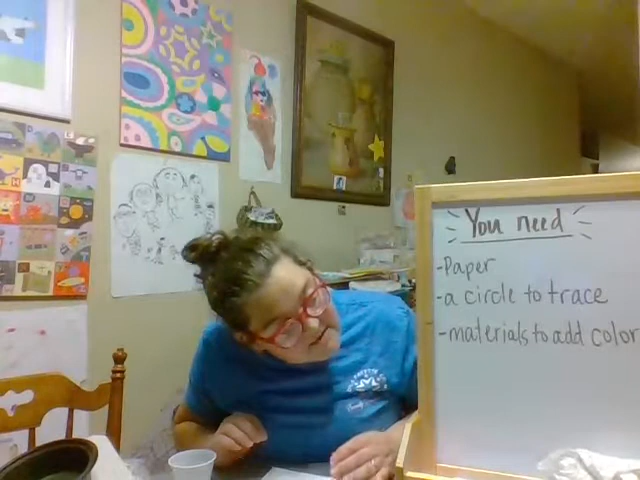 You need
-Paper
-a circle to trace
-materials to add color